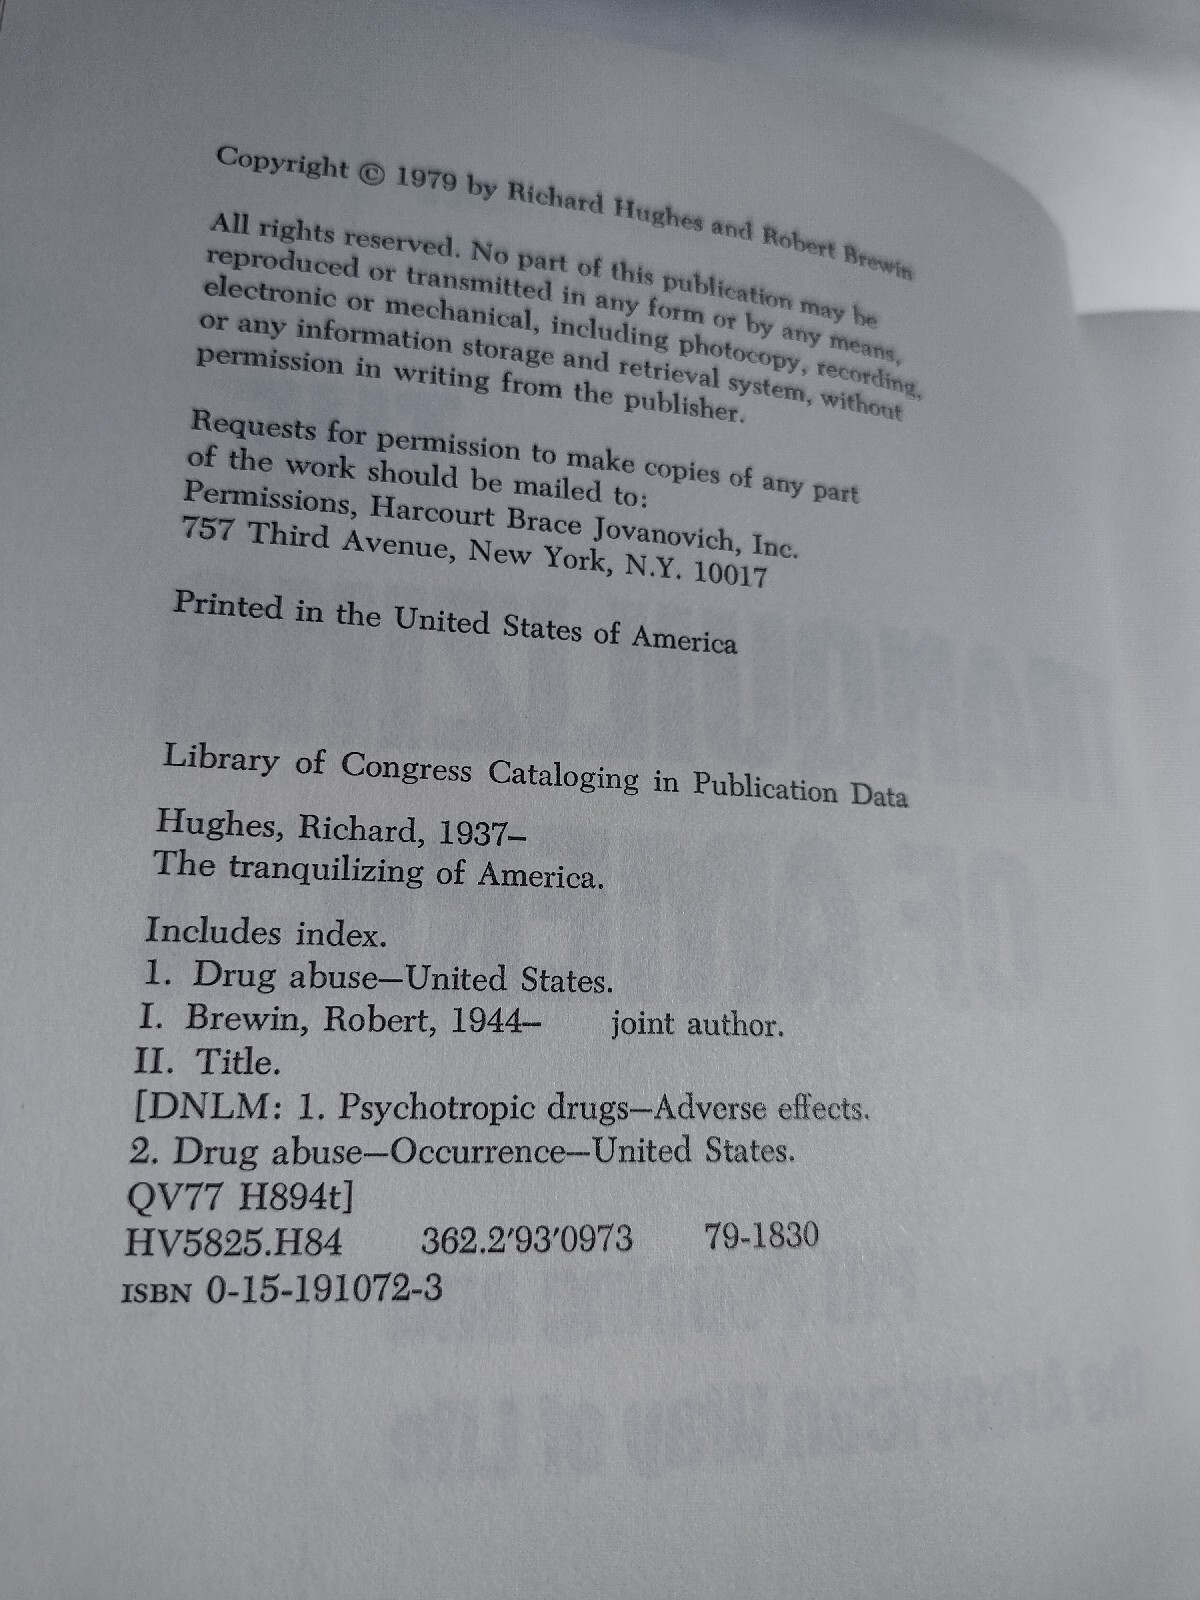 Copyright © 1979 by Richard Hughes and Robert Brewin
All rights reserved. No part of this publication may be
reproduced or transmitted in any form or by any means,
electronic or mechanical, including photocopy, recording,
or any information storage and retrieval system, without
permission in writing from the publisher.
Requests for permission to make copies of any part
of the work should be mailed to:
Permissions, Harcourt Brace Jovanovich, Inc.
757 Third Avenue, New York, N.Y. 10017
Printed in the United States of America
Library of Congress Cataloging in Publication Data
Hughes, Richard, 1937–
The tranquilizing of America.
Includes index.
1. Drug abuse—United States.
I. Brewin, Robert, 1944– joint author.
II. Title.
[DNLM: 1. Psychotropic drugs—Adverse effects.
2. Drug abuse—Occurrence—United States.
QV77 H894t]
HV5825.H84 362.2'93'0973 79-1830
ISBN 0-15-191072-3